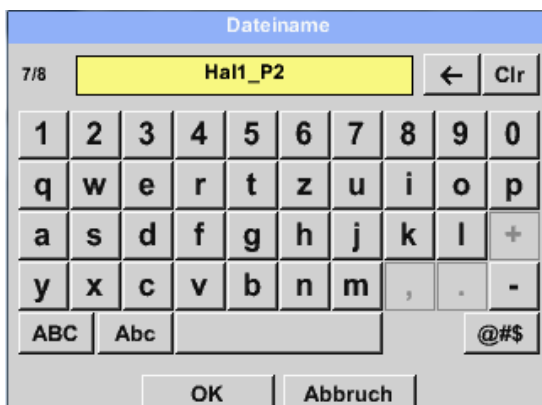 Dateiname
7/8 Hal1_P2 ← Clr
1 2 3 4 5 6 7 8 9 0
q w e r t z u i o p
a s d f g h j k l +
y x c v b n m , . -
ABC Abc @#$
OK Abbruch